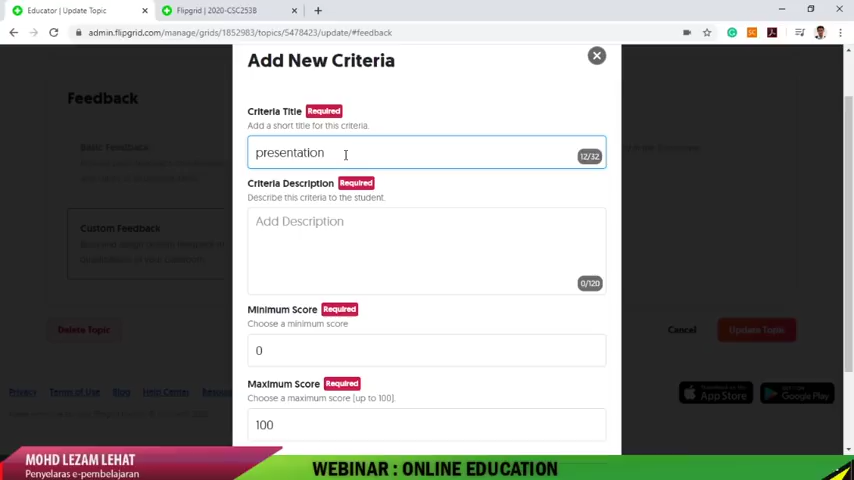 Educator | Update Topic
Flipgrid | 2020-CSC253B
admin.flipgrid.com/manage/grids/1852983/topics/5478423/update/#feedback
Add New Criteria
Feedback
Criteria Title Required
Add a short title for this criteria.
Basic Feedback
presentation
12/32
Criteria Description Required
Describe this criteria to the student.
Custom Feedback
Add Description
0/120
Minimum Score Required
Choose a minimum score
Delete Topic
Cancel
Update Topic
0
Maximum Score Required
Choose a maximum score (up to 100).
Privacy
Terms of Use
Blog
Help Center
App Store
Google Play
100
MOHD LEZAM LEHAT
Penyelaras e-pembelajaran
WEBINAR : ONLINE EDUCATION